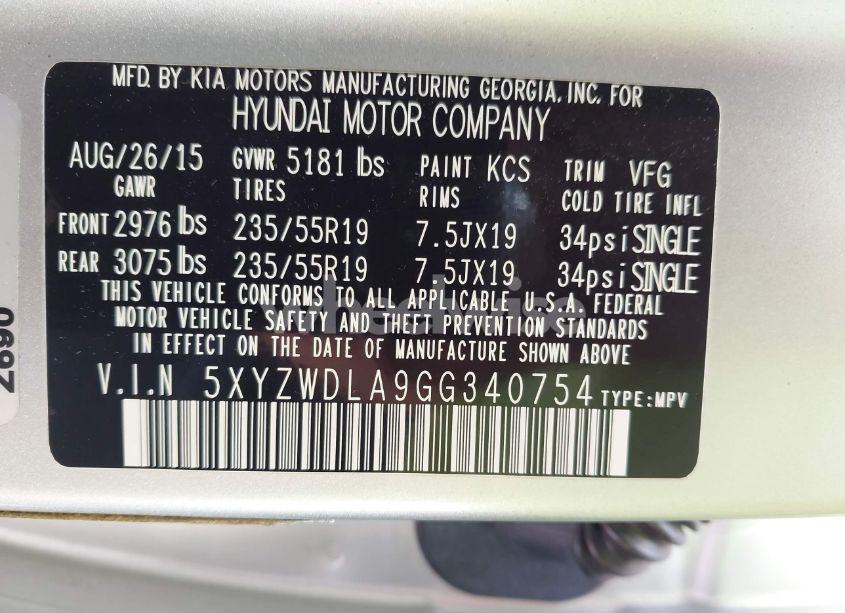 MFD. BY KIA MOTORS MANUFACTURING GEORGIA, INC. FOR
HYUNDAI MOTOR COMPANY
AUG/26/15 GVWR 5181 lbs PAINT KCS TRIM VFG
GAWR TIRES RIMS COLD TIRE INFL
FRONT 2976 lbs 235/55R19 7.5JX19 34psi SINGLE
REAR 3075 lbs 235/55R19 7.5JX19 34psi SINGLE
THIS VEHICLE CONFORMS TO ALL APPLICABLE U.S.A. FEDERAL
MOTOR VEHICLE SAFETY AND THEFT PREVENTION STANDARDS
IN EFFECT ON THE DATE OF MANUFACTURE SHOWN ABOVE
V.I.N 5XYZWDLA9GG340754 TYPE:MPV